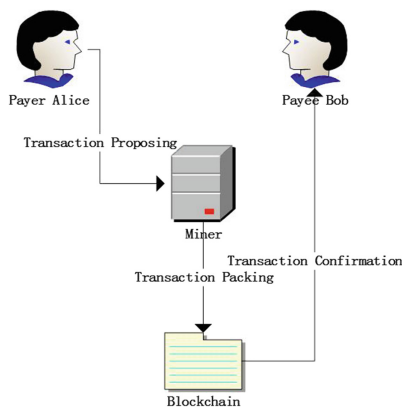 Payer Alice
Payee Bob
Transaction Proposing
Miner
Transaction Confirmation
Transaction Packing
Blockchain